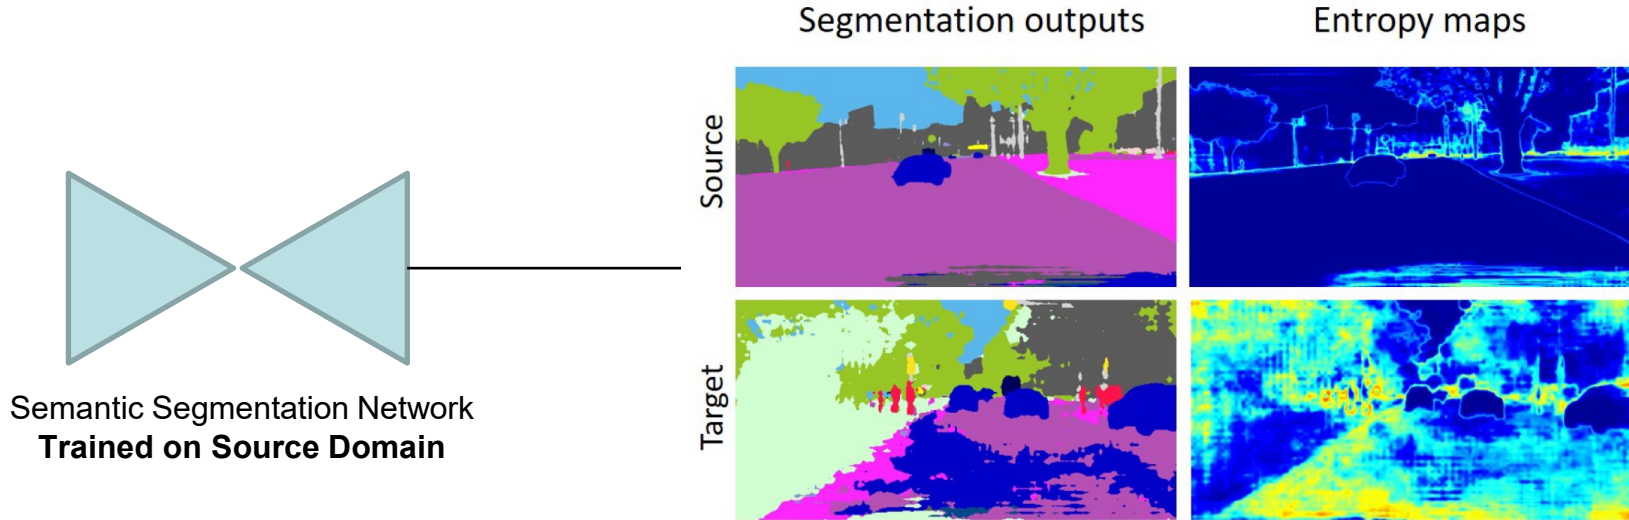 Segmentation outputs
Entropy maps
Source
Target
Semantic Segmentation Network
Trained on Source Domain